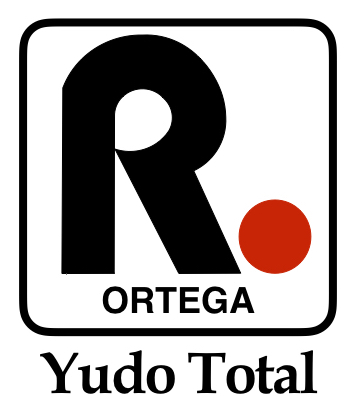 R.
ORTEGA
Yudo Total